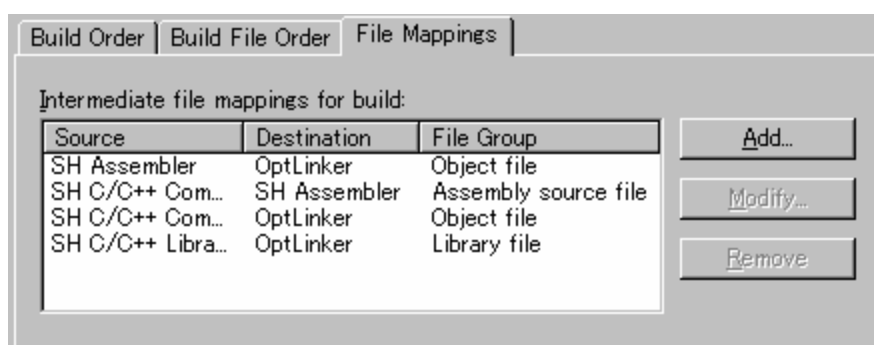 Build Order Build File Order File Mappings
Intermediate file mappings for build:
Source Destination File Group
SH Assembler OptLinker Object file
SH C/C++ Com... SH Assembler Assembly source file
SH C/C++ Com... OptLinker Object file
SH C/C++ Libra... OptLinker Library file
Add...
Modify...
Remove